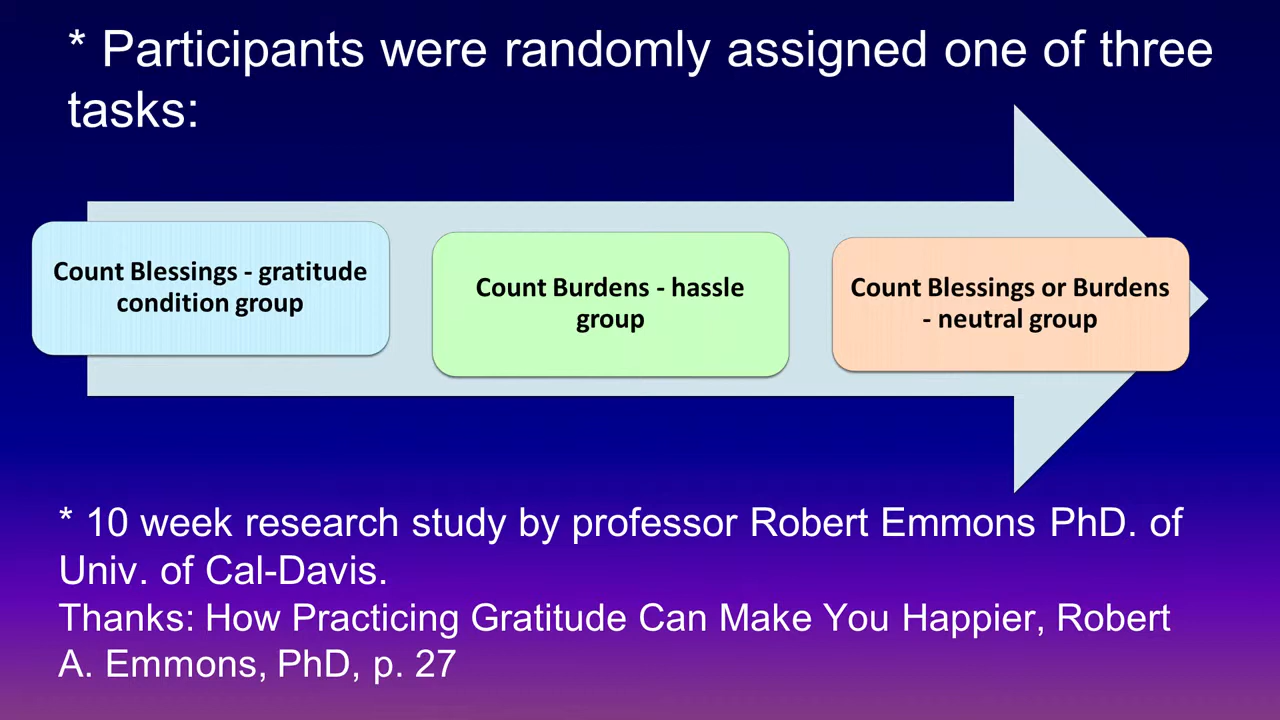 * Participants were randomly assigned one of three
tasks:
Count Blessings - gratitude
condition group
Count Burdens - hassle
group
Count Blessings or Burdens
- neutral group
* 10 week research study by professor Robert Emmons PhD. of
Univ. of Cal-Davis.
Thanks: How Practicing Gratitude Can Make You Happier, Robert
A. Emmons, PhD, p. 27